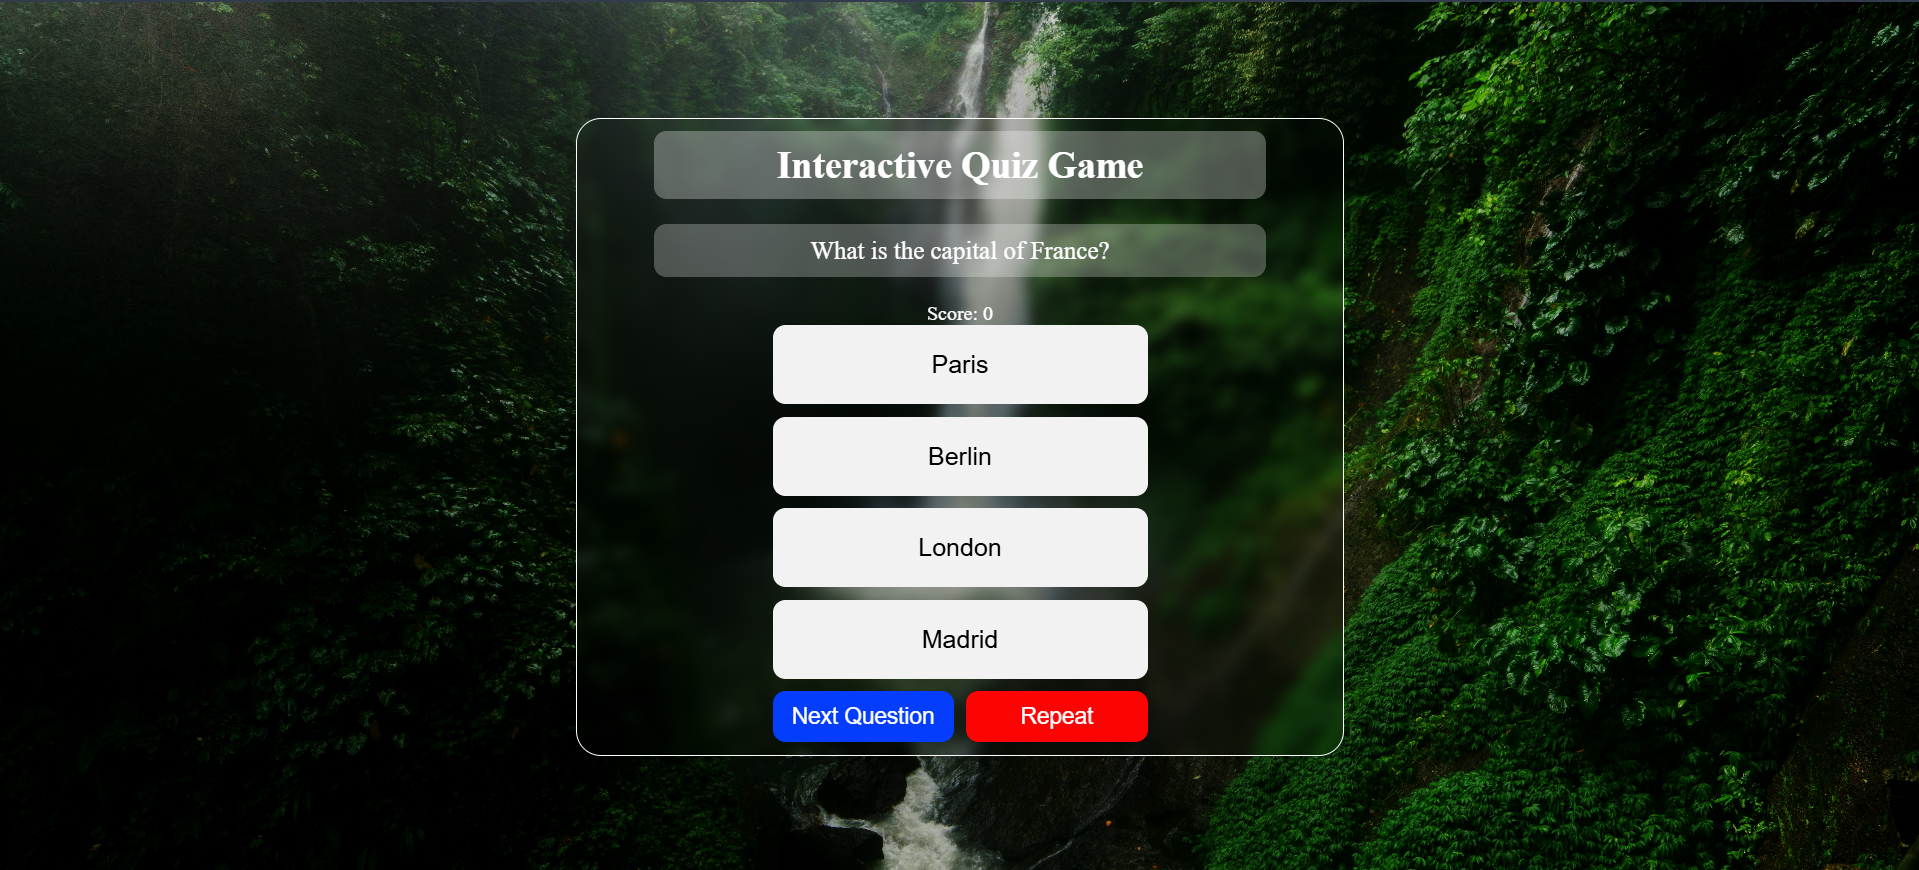 Interactive Quiz Game
What is the capital of France?
Score: 0
Paris
Berlin
London
Madrid
Next Question
Repeat